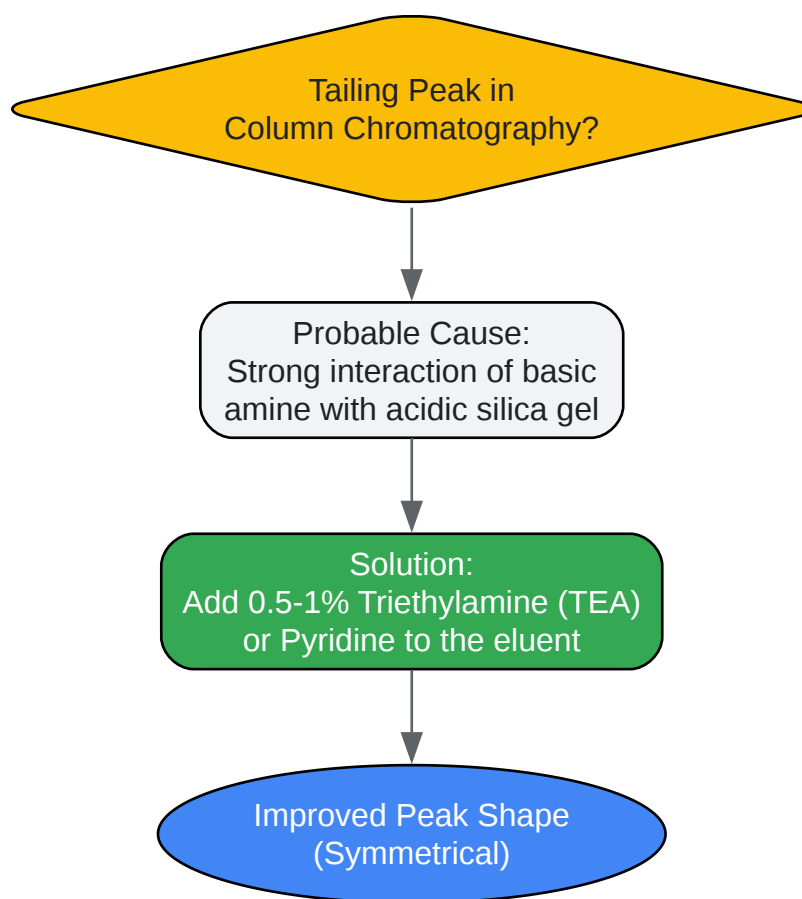 Tailing Peak in
Column Chromatography?
Probable Cause:
Strong interaction of basic
amine with acidic silica gel
Solution:
Add 0.5-1% Triethylamine (TEA)
or Pyridine to the eluent
Improved Peak Shape
(Symmetrical)